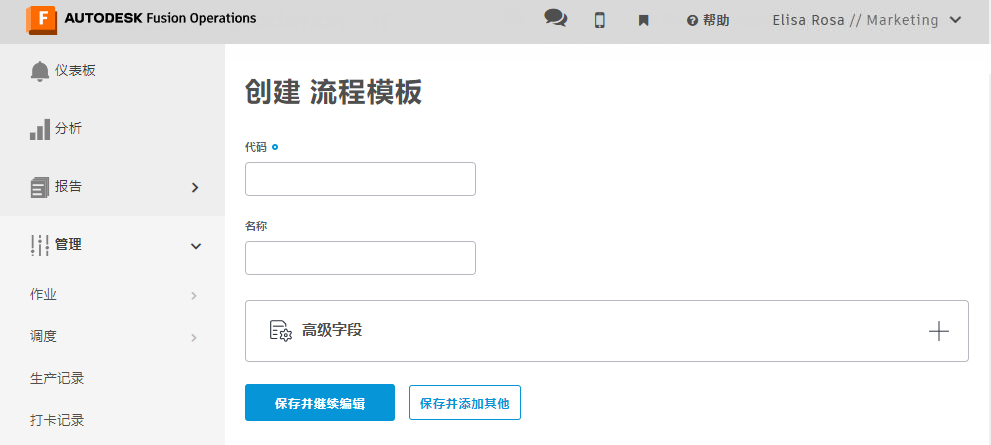 F AUTODESK Fusion Operations
帮助
Elisa Rosa // Marketing
仪表板
分析
报告
管理
作业
调度
生产记录
打卡记录
创建 流程模板
代码
名称
高级字段
保存并继续编辑
保存并添加其他